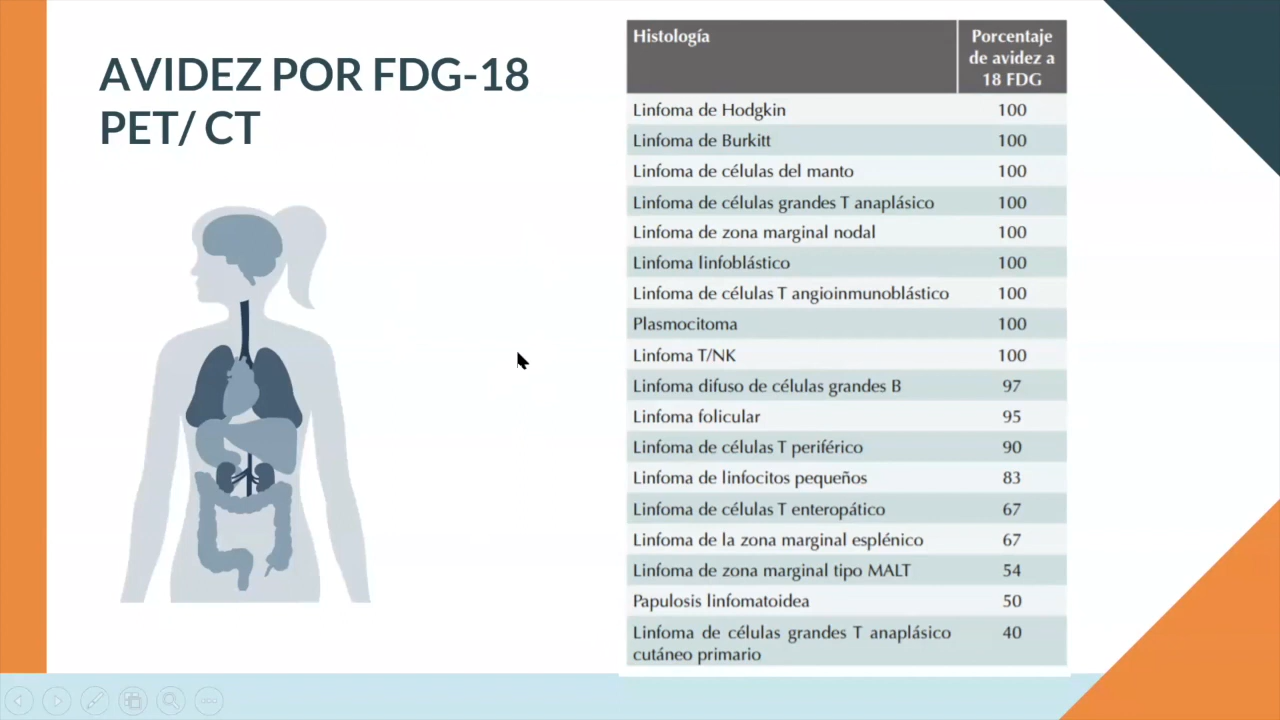 AVIDEZ POR FDG-18
PET/ CT
Histología
Porcentaje
de avidez a
18 FDG
Linfoma de Hodgkin 100
Linfoma de Burkitt 100
Linfoma de células del manto 100
Linfoma de células grandes T anaplásico 100
Linfoma de zona marginal nodal 100
Linfoma linfoblástico 100
Linfoma de células T angioinmunoblástico 100
Plasmocitoma 100
Linfoma T/NK 100
Linfoma difuso de células grandes B 97
Linfoma folicular 95
Linfoma de células T periférico 90
Linfoma de linfocitos pequeños 83
Linfoma de células T enteropático 67
Linfoma de la zona marginal esplénico 67
Linfoma de zona marginal tipo MALT 54
Papulosis linfomatoidea 50
Linfoma de células grandes T anaplásico 40
cutáneo primario